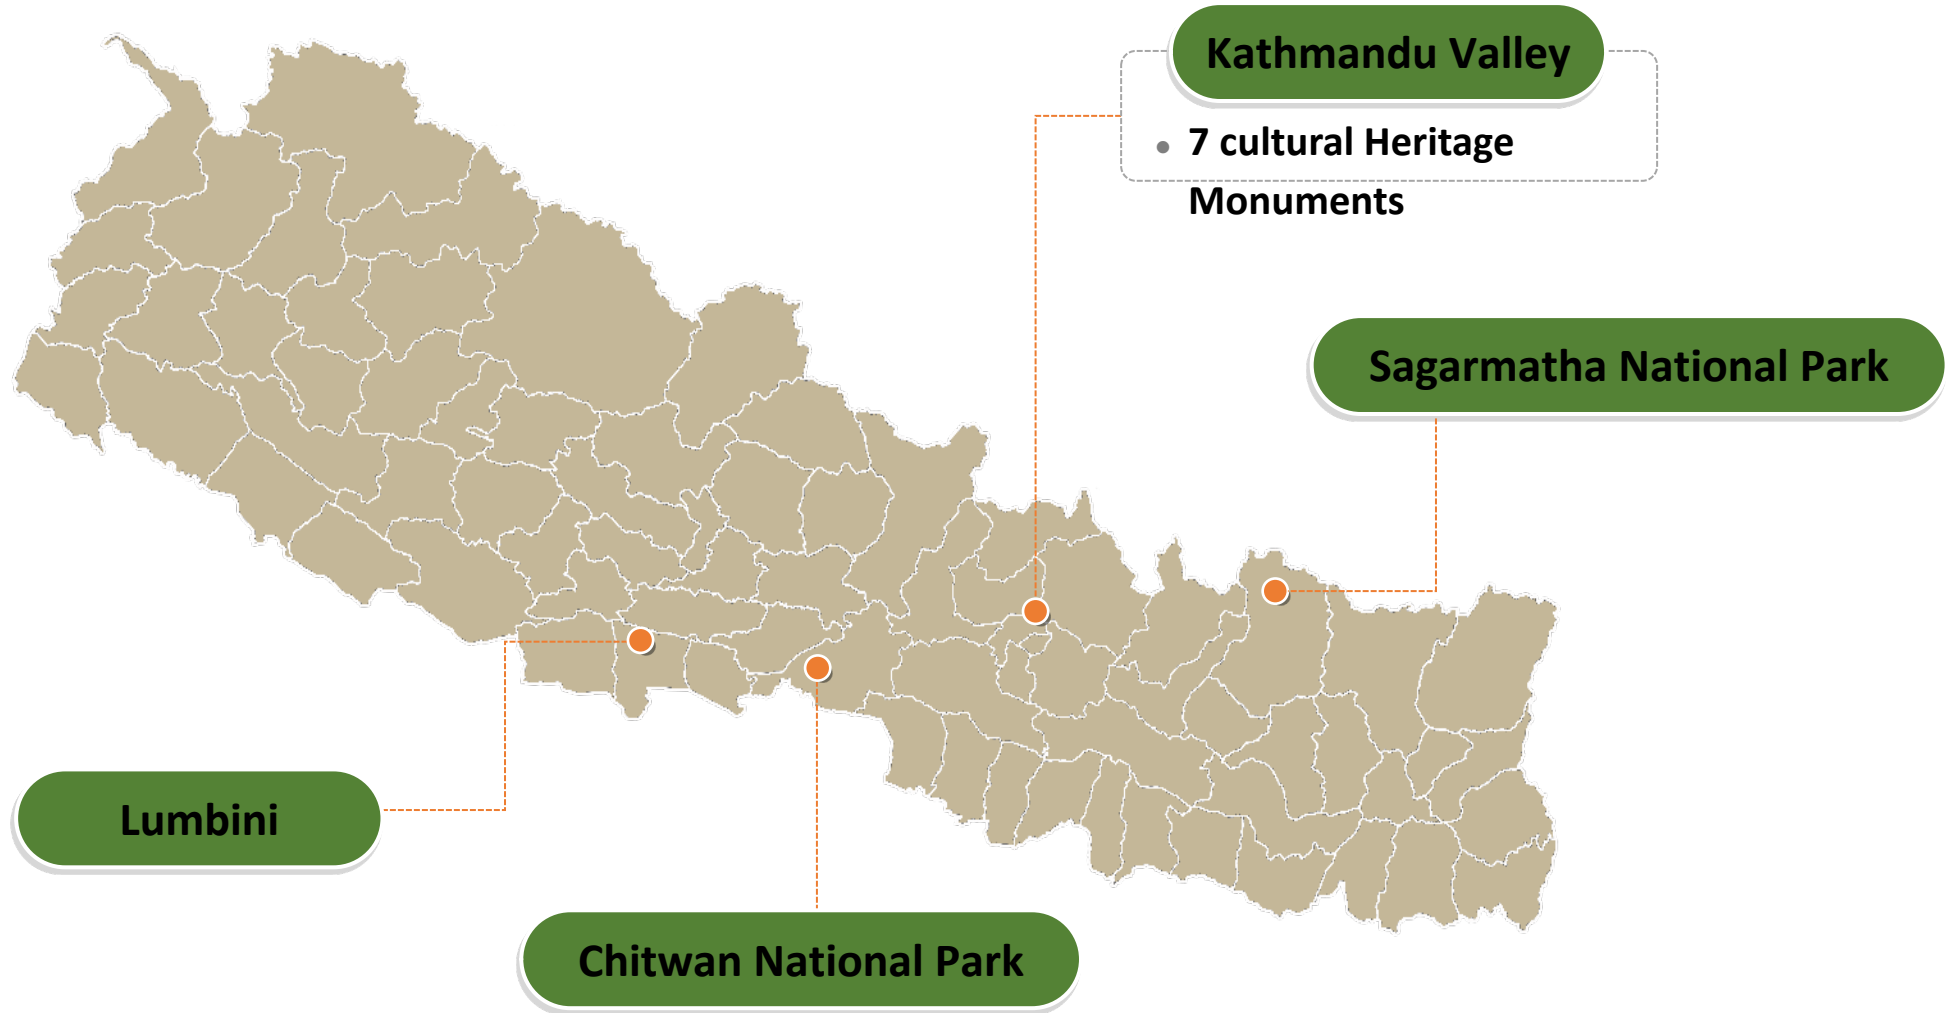 Kathmandu Valley
• 7 cultural Heritage
Monuments
Sagarmatha National Park
Lumbini
Chitwan National Park